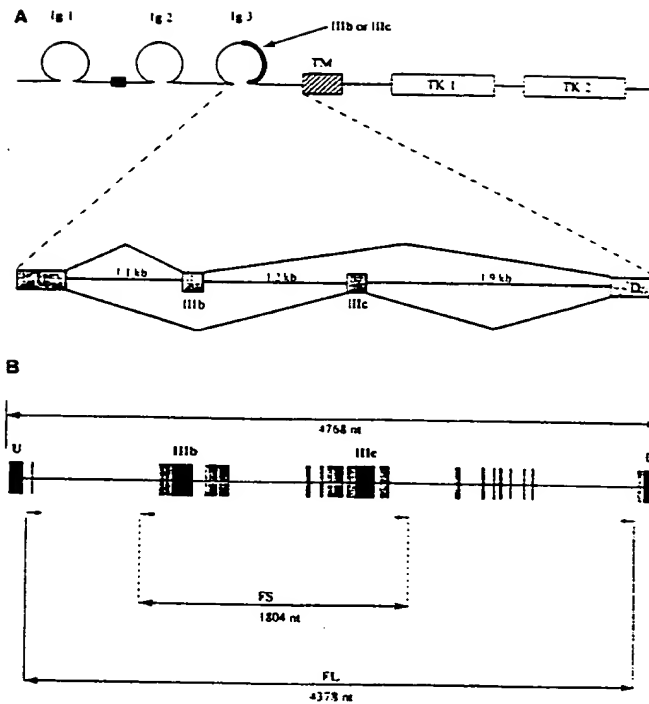 A
Ig 1
Ig 2
Ig 3
IIIb or IIIc
TM
TK 1
TK 2
1.1 kb
1.2 kb
1.9 kb
IIIb
IIIc
B
4768 nt
U
IIIb
IIIc
FS
1804 nt
FL
4378 nt